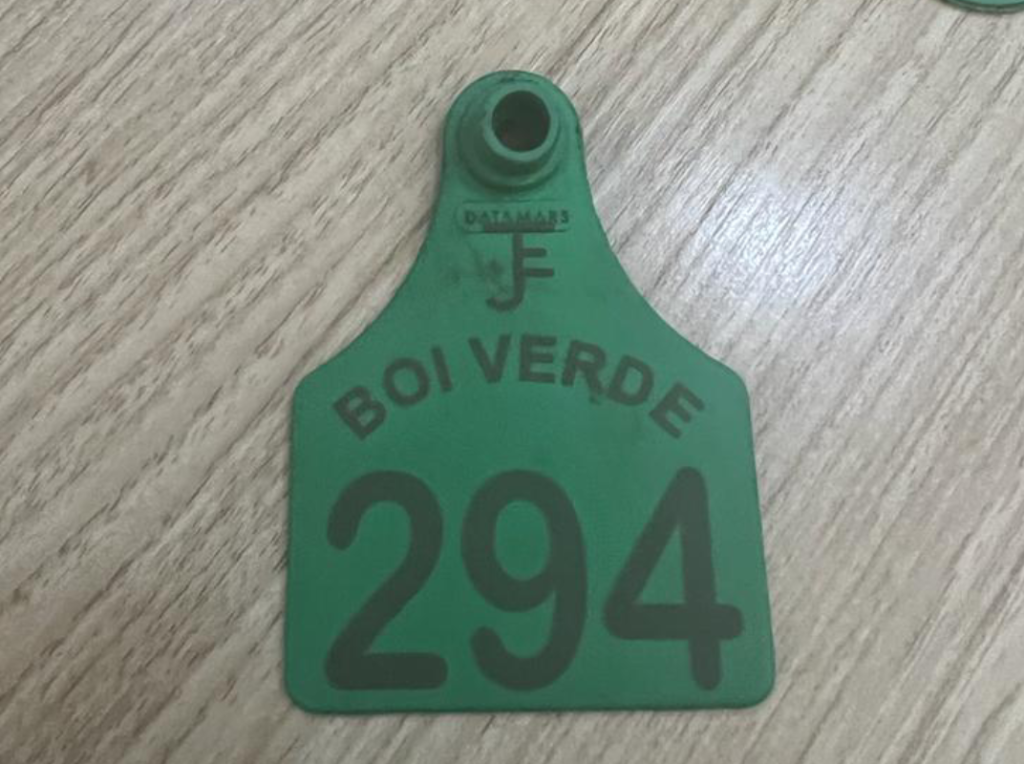 DATAMARS
JF
BOI VERDE
294